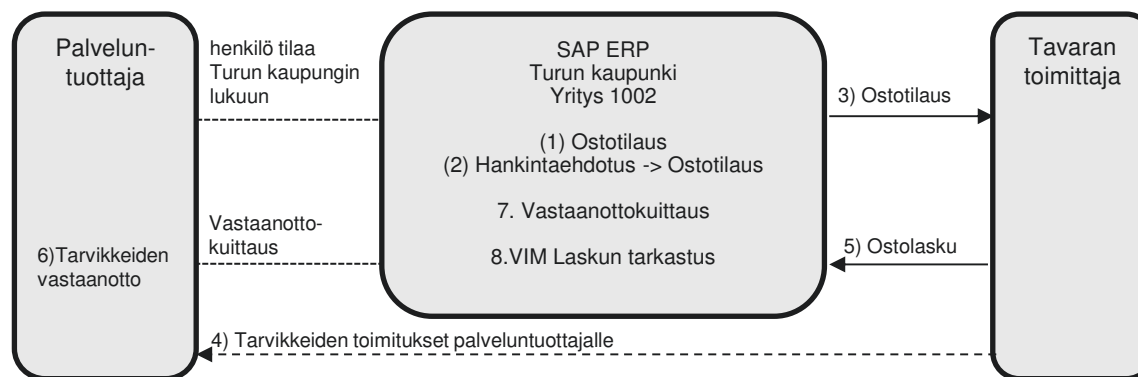 Palvelun-
tuottaja
6)Tarvikkeiden
vastaanotto
henkilö tilaa
Turun kaupungin
lukuun
Vastaanotto-
kuittaus
SAP ERP
Turun kaupunki
Yritys 1002
(1) Ostotilaus
(2) Hankintaehdotus -> Ostotilaus
7. Vastaanottokuittaus
8.VIM Laskun tarkastus
3) Ostotilaus
5) Ostolasku
Tavaran
toimittaja
4) Tarvikkeiden toimitukset palveluntuottajalle